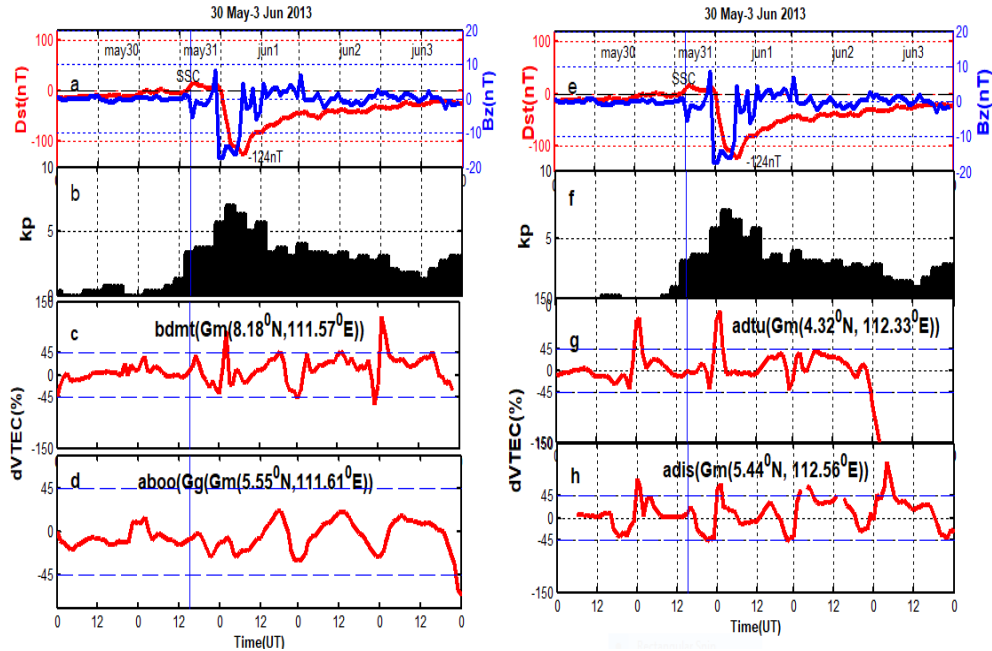 30 May-3 Jun 2013
100
0
-100
Dst(nT)
may30
may31
jun1
jun2
jun3
SSC
a
-124nT
20
10
0
-10
-20
Bz(nT)
10
5
0
kp
b
150
45
0
-45
-150
c
bdmt(Gm(8.18⁰N,111.57⁰E))
dVTEC(%)
45
0
-45
d
aboo(Gg(Gm(5.55⁰N,111.61⁰E))
0 12 0 12 0 12 0 12 0 12 0
Time(UT)
30 May-3 Jun 2013
100
0
-100
Dst(nT)
may30
may31
jun1
jun2
jun3
SSC
e
-124nT
20
10
0
-10
-20
Bz(nT)
10
5
kp
f
150
45
0
-45
g
adtu(Gm(4.32⁰N, 112.33⁰E))
dVTEC(%)
45
0
-45
-150
h
adis(Gm(5.44⁰N, 112.56⁰E))
0 12 0 12 0 12 0 12 0 12 0
Time(UT)